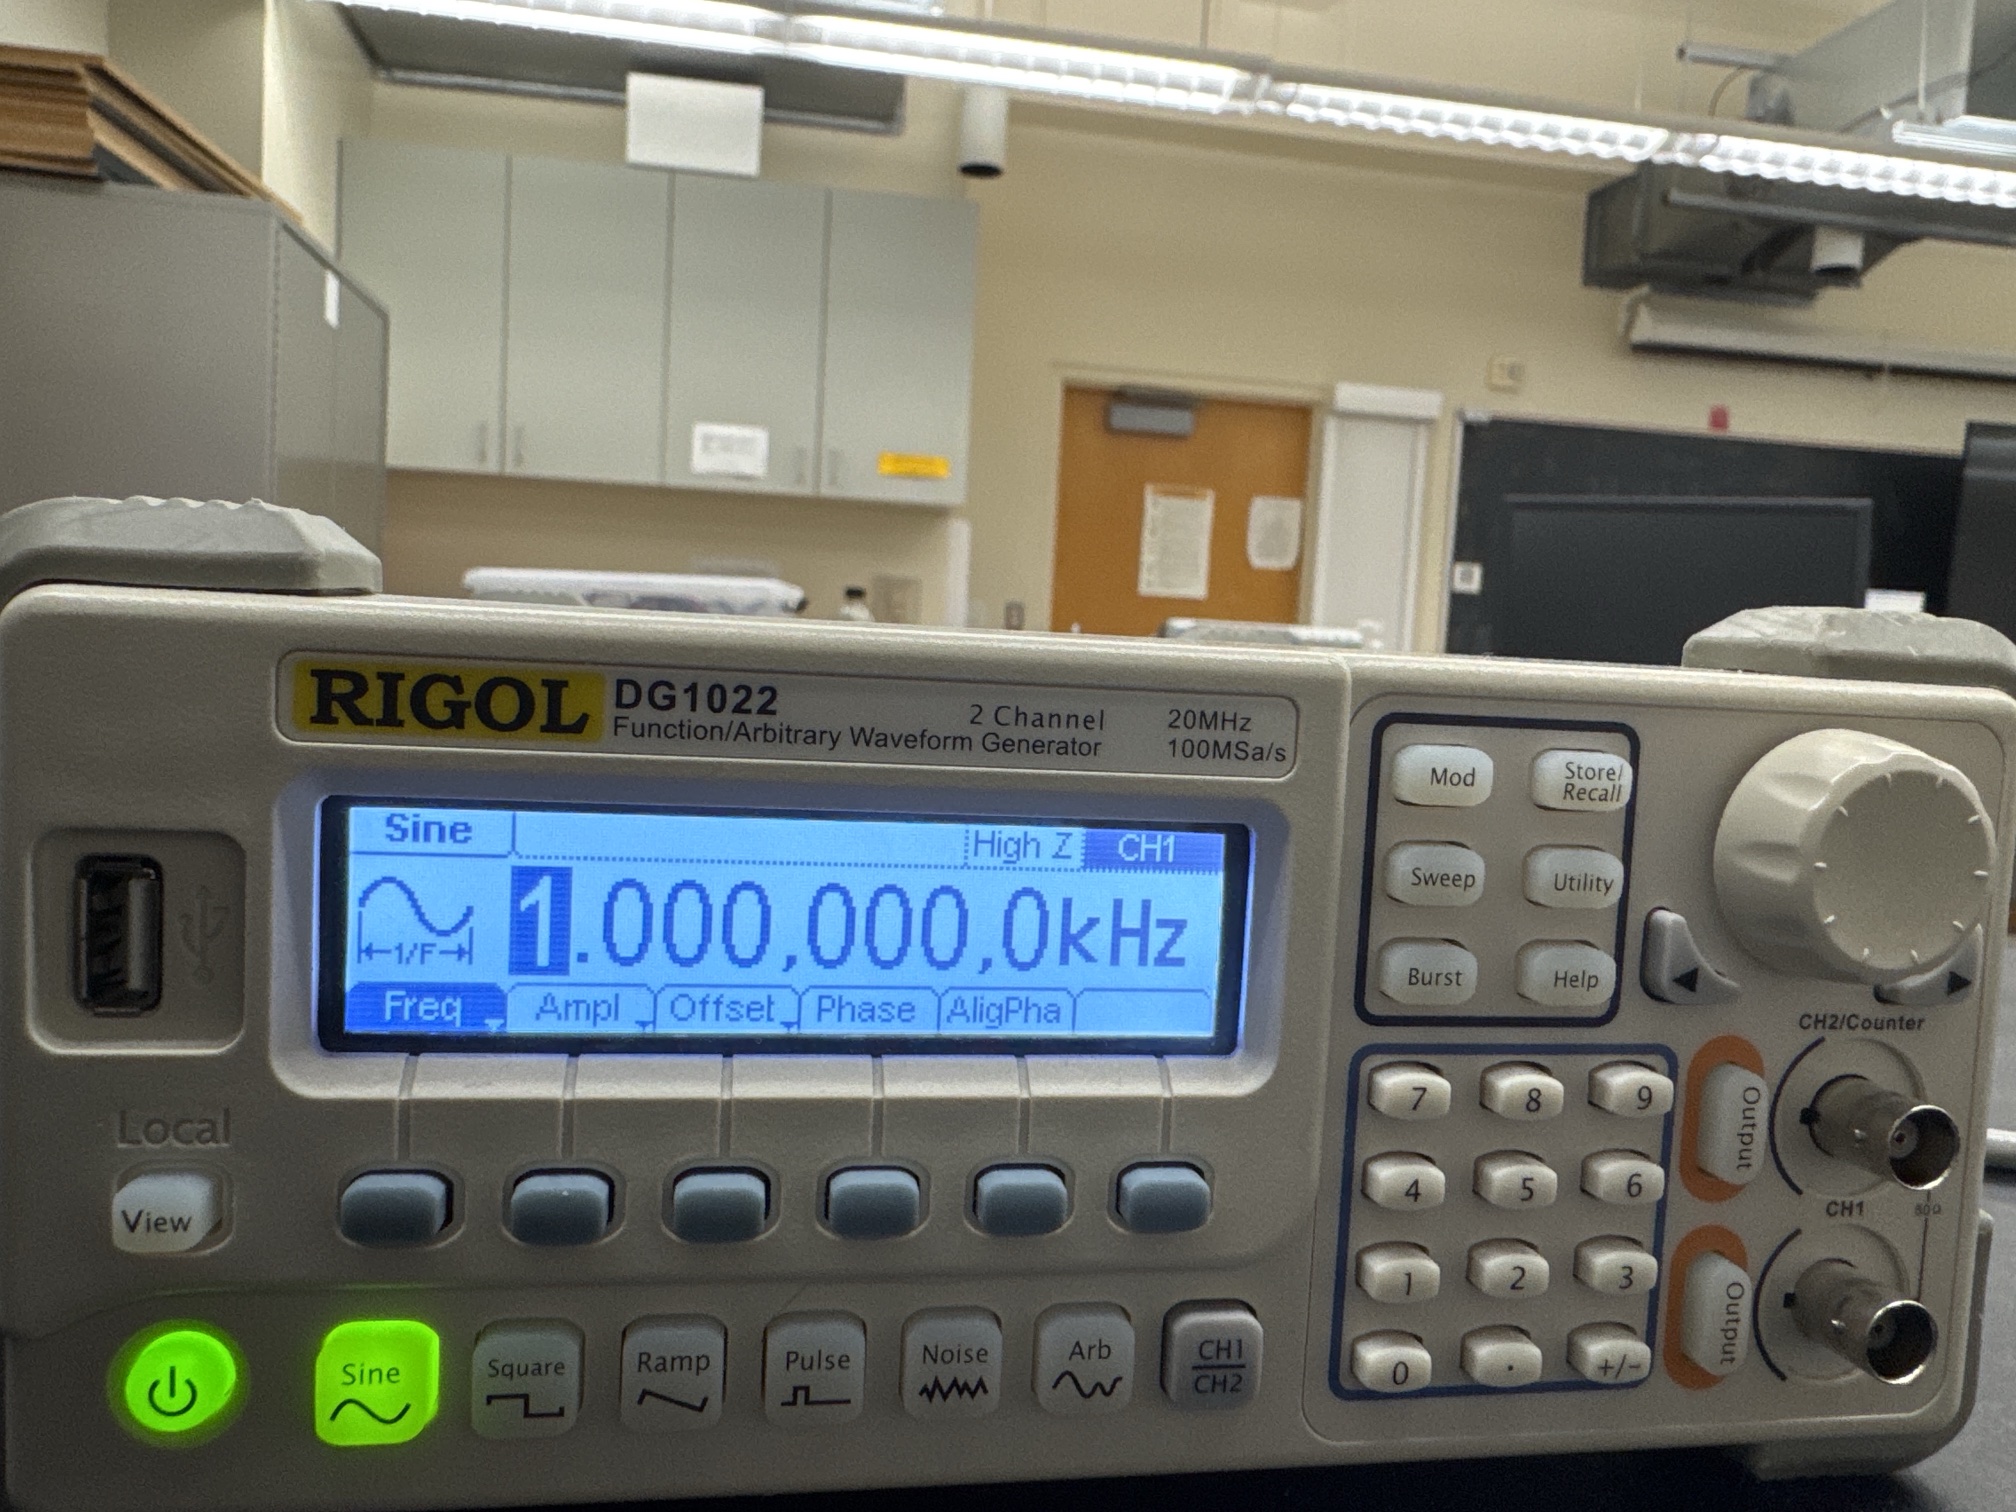 RIGOL DG1022
2 Channel 20MHz
Function/Arbitrary Waveform Generator 100MSa/s
Sine High Z CH1
1.000,000,0kHz
1/F
Freq Ampl Offset Phase AligPha
Local
View
Sine
Square
Ramp
Pulse
Noise
Arb
CH1
CH2
Mod
Store/
Recall
Sweep
Utility
Burst
Help
7 8 9
4 5 6
1 2 3
0 . +/-
CH2/Counter
Output
CH1
50Ω
Output